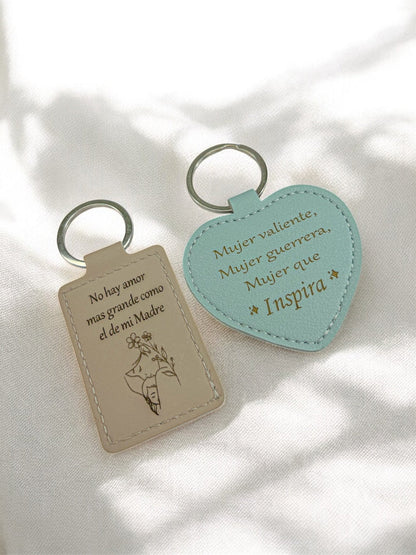 No hay amor
mas grande como
el de mi Madre
Mujer valiente,
Mujer guerrera,
Mujer que
Inspira